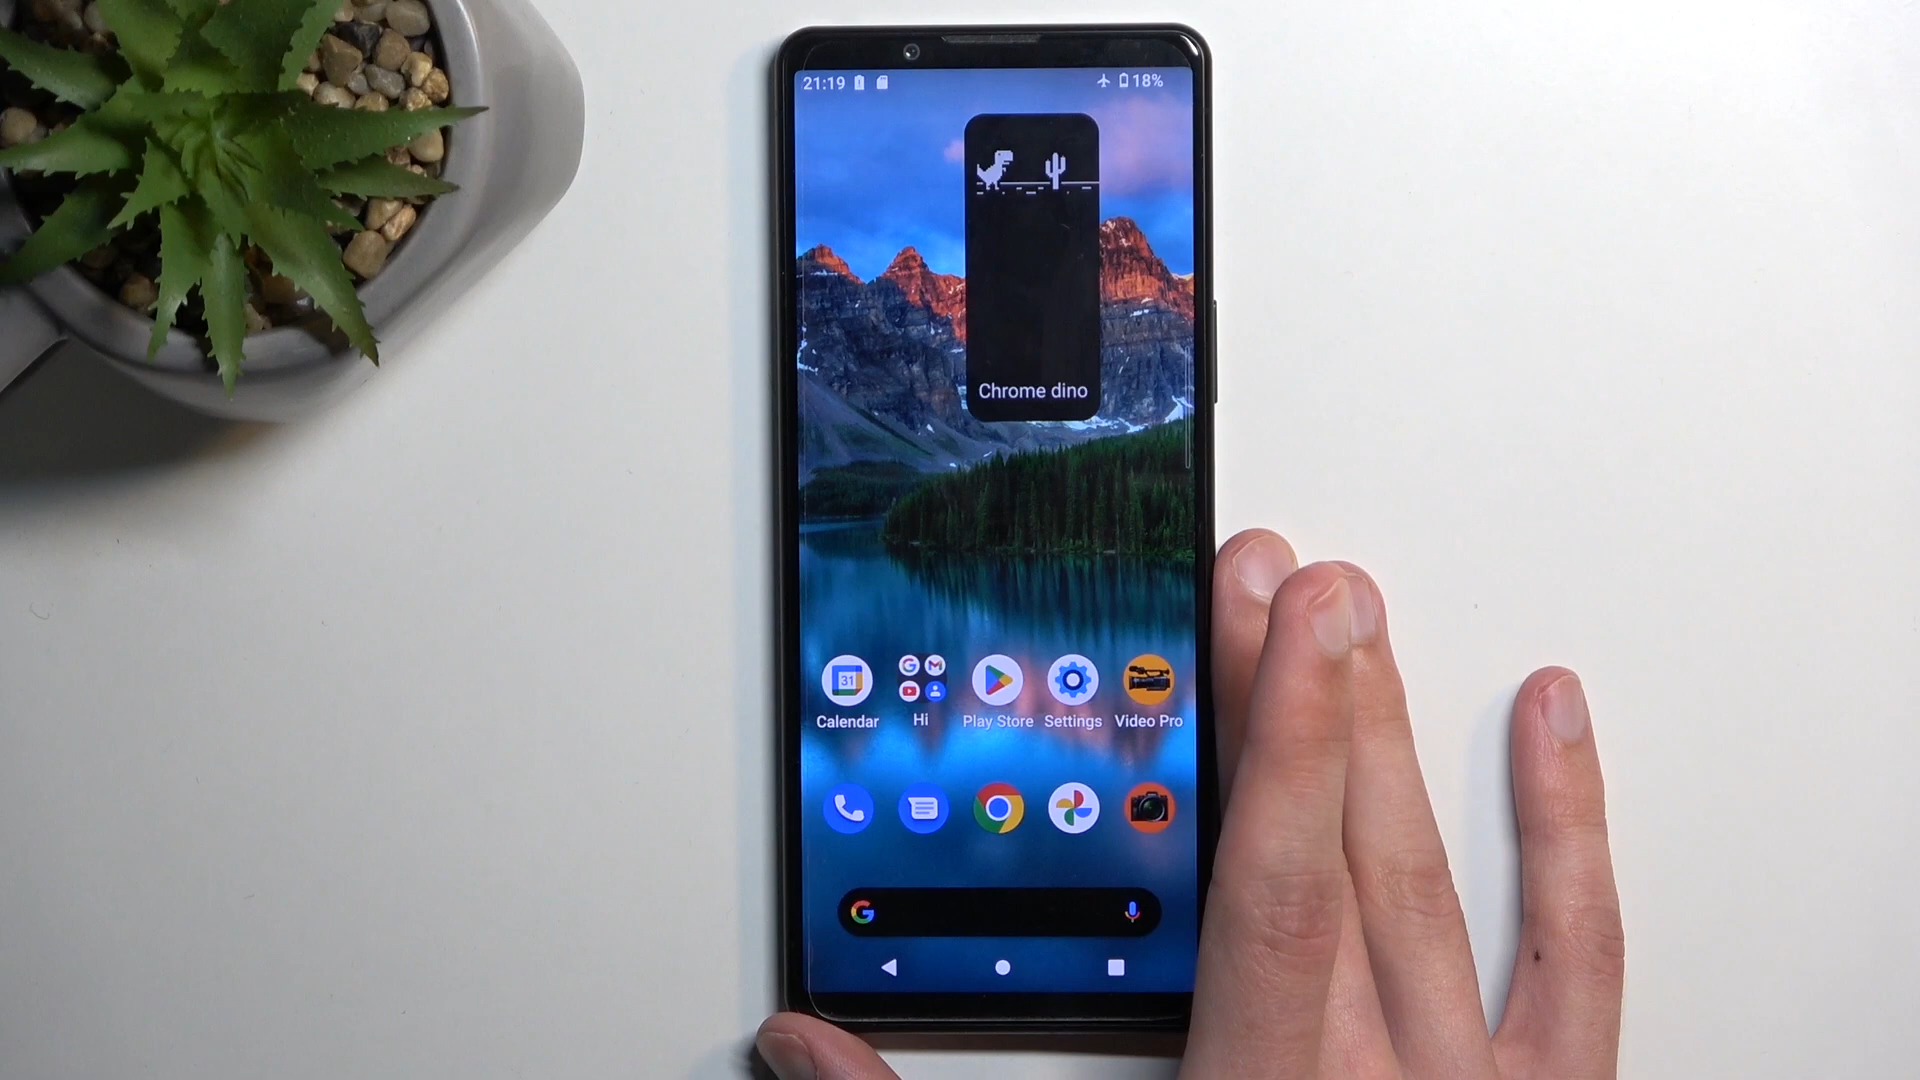 21:19 18%
Chrome dino
31
Calendar Hi Play Store Settings Video Pro
G